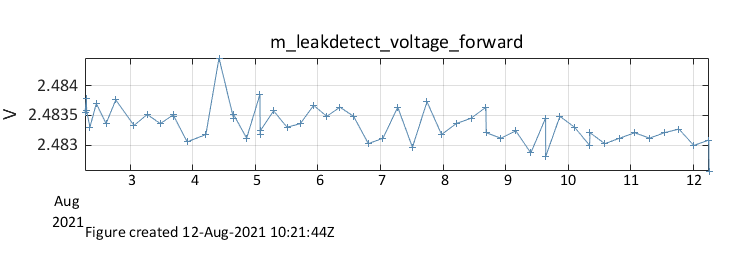 m_leakdetect_voltage_forward
V
2.484
2.4835
2.483
3 4 5 6 7 8 9 10 11 12
Aug
2021
Figure created 12-Aug-2021 10:21:44Z